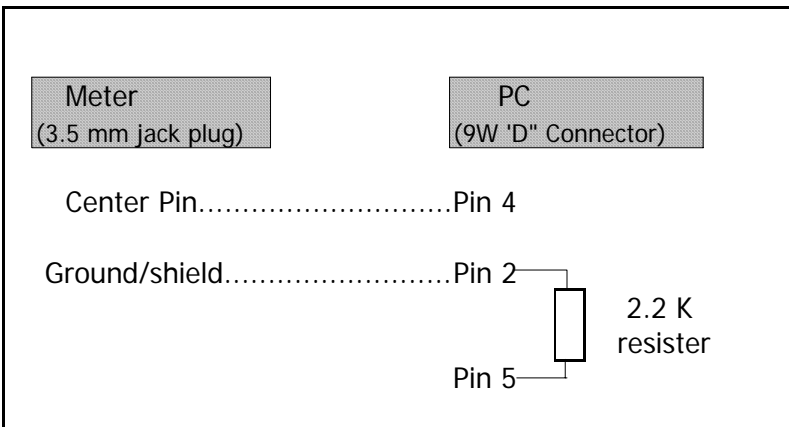 Meter PC
(3.5 mm jack plug) (9W 'D" Connector)
Center Pin.............................Pin 4
Ground/shield..........................Pin 2
2.2 K
resister
Pin 5